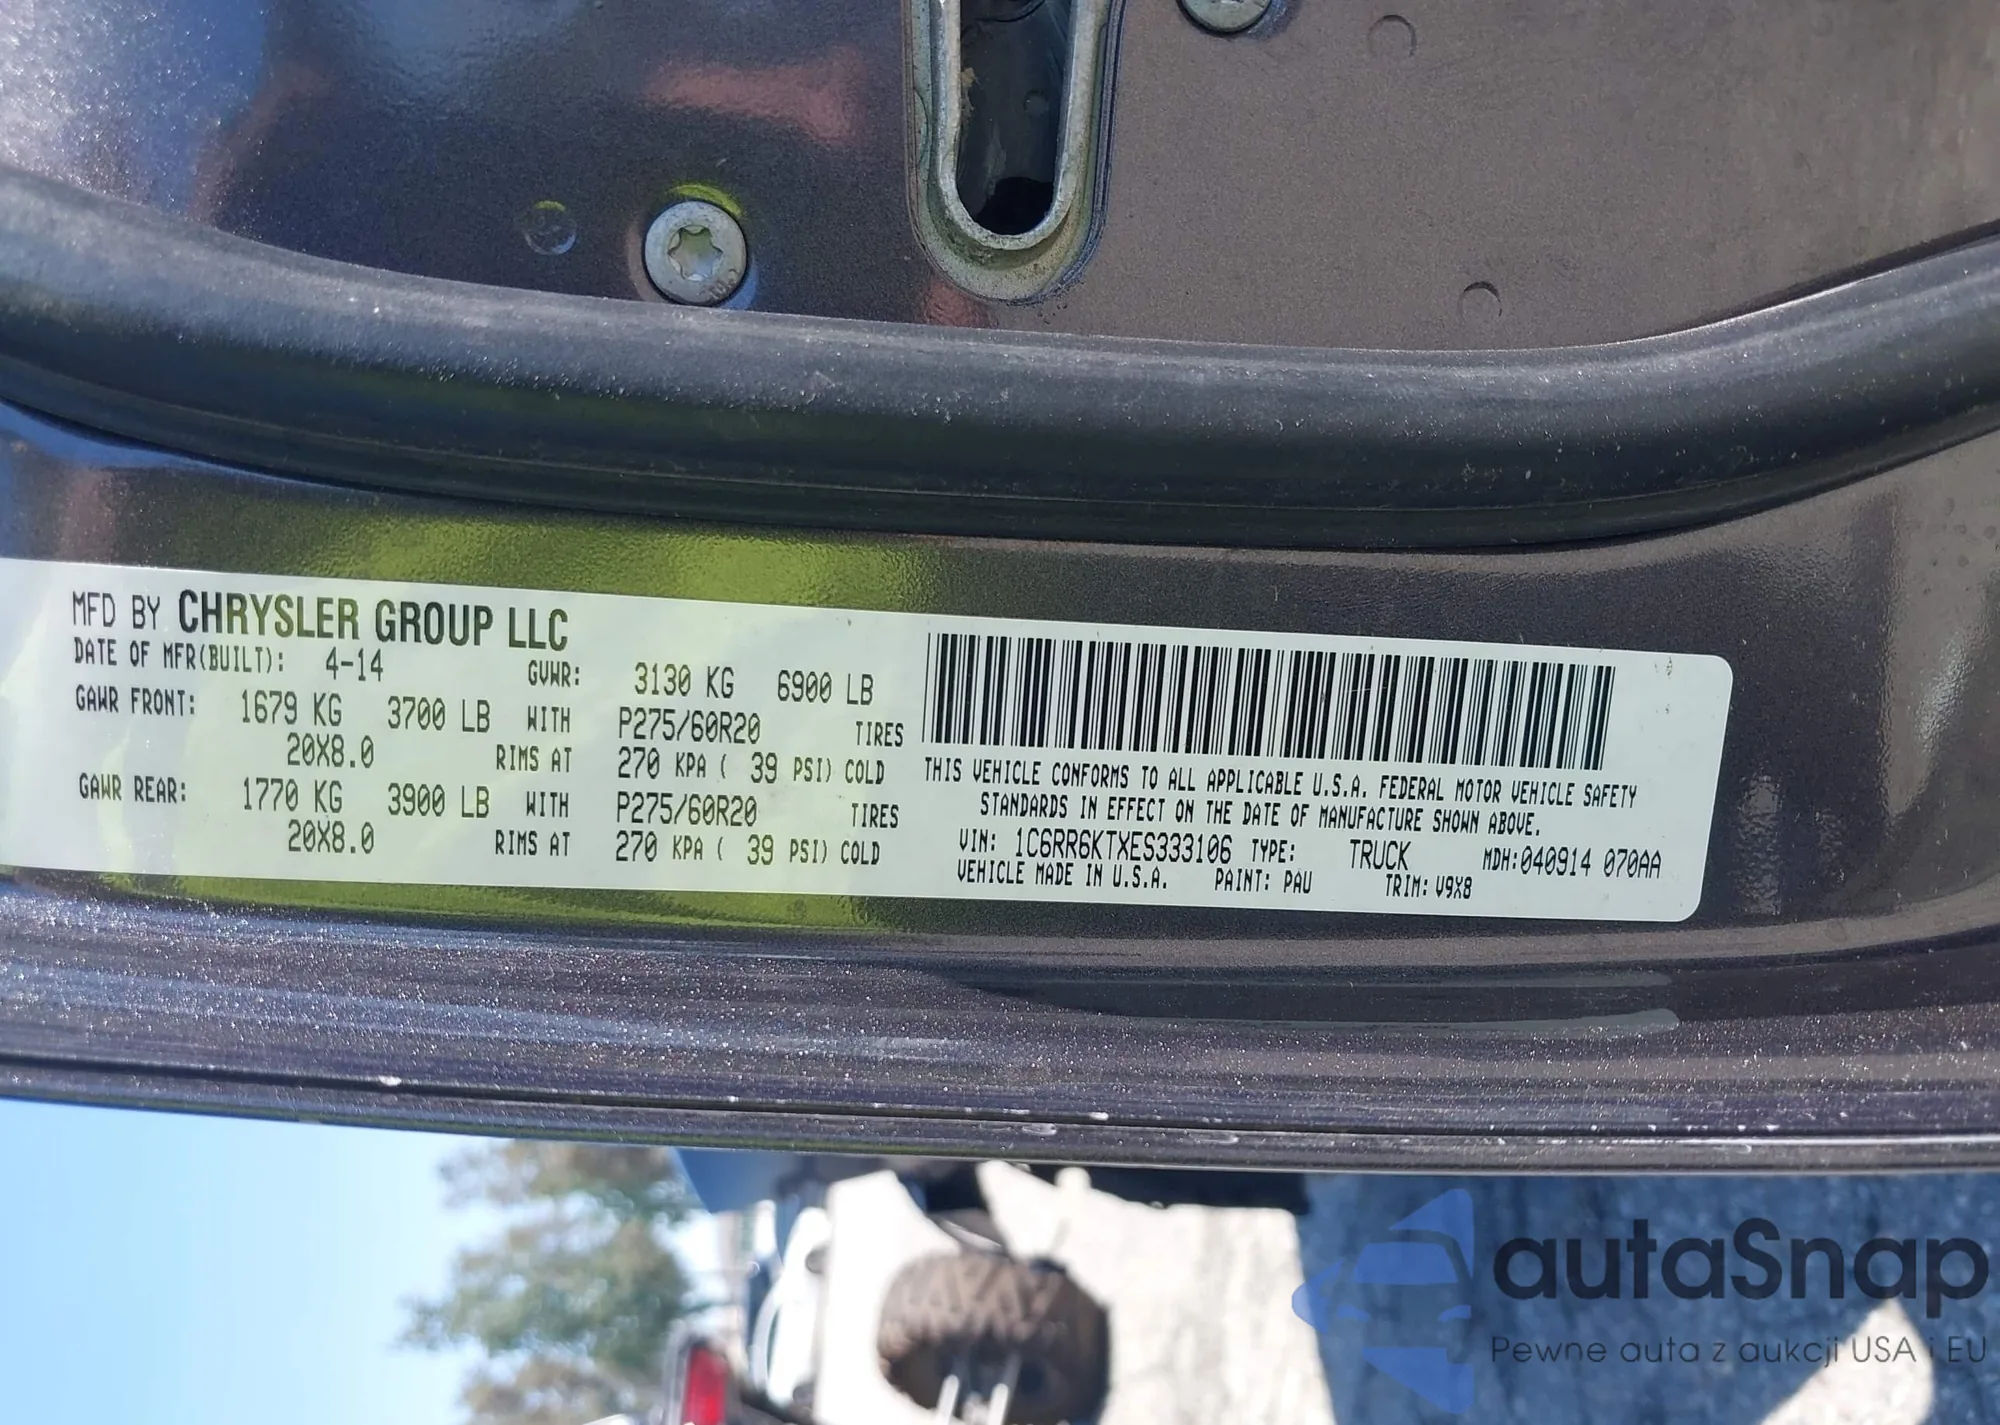 MFD BY CHRYSLER GROUP LLC
DATE OF MFR(BUILT): 4-14 GVWR: 3130 KG 6900 LB
GAWR FRONT: 1679 KG 3700 LB WITH P275/60R20 TIRES
20X8.0 RIMS AT 270 KPA ( 39 PSI) COLD
GAWR REAR: 1770 KG 3900 LB WITH P275/60R20 TIRES
20X8.0 RIMS AT 270 KPA ( 39 PSI) COLD
THIS VEHICLE CONFORMS TO ALL APPLICABLE U.S.A. FEDERAL MOTOR VEHICLE SAFETY
STANDARDS IN EFFECT ON THE DATE OF MANUFACTURE SHOWN ABOVE.
VIN: 1C6RR6KTXES333106 TYPE: TRUCK MDH:040914 070AA
VEHICLE MADE IN U.S.A. PAINT: PAU TRIM: V9X8
autaSnap
Pewne auta z aukcji USA i EU